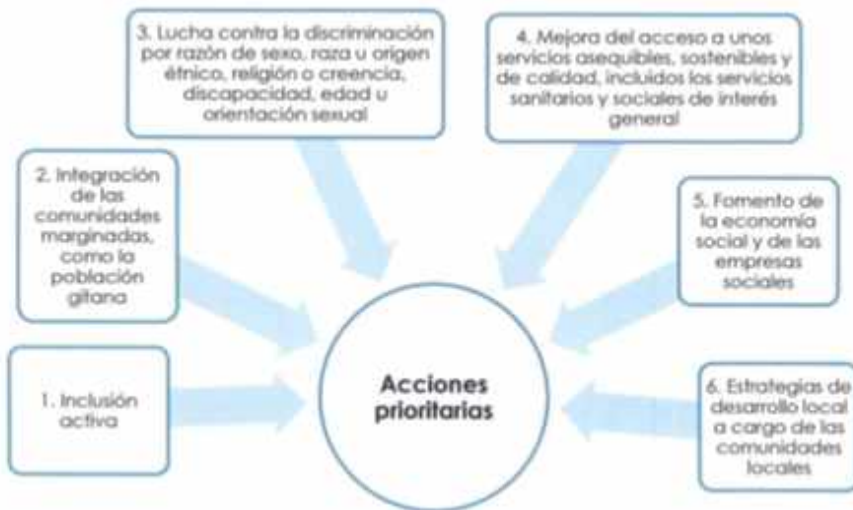 3. Lucha contra la discriminación
por razón de sexo, raza u origen
étnico, religión o creencia,
discapacidad, edad u
orientación sexual
4. Mejora del acceso a unos
servicios asequibles, sostenibles y
de calidad, incluidos los servicios
sanitarios y sociales de interés
general
2. Integración
de las
comunidades
marginadas,
como la
población
gitana
5. Fomento de
la economía
social y de las
empresas
sociales
1. Inclusión
activa
Acciones
prioritarias
6. Estrategias de
desarrollo local
a cargo de las
comunidades
locales